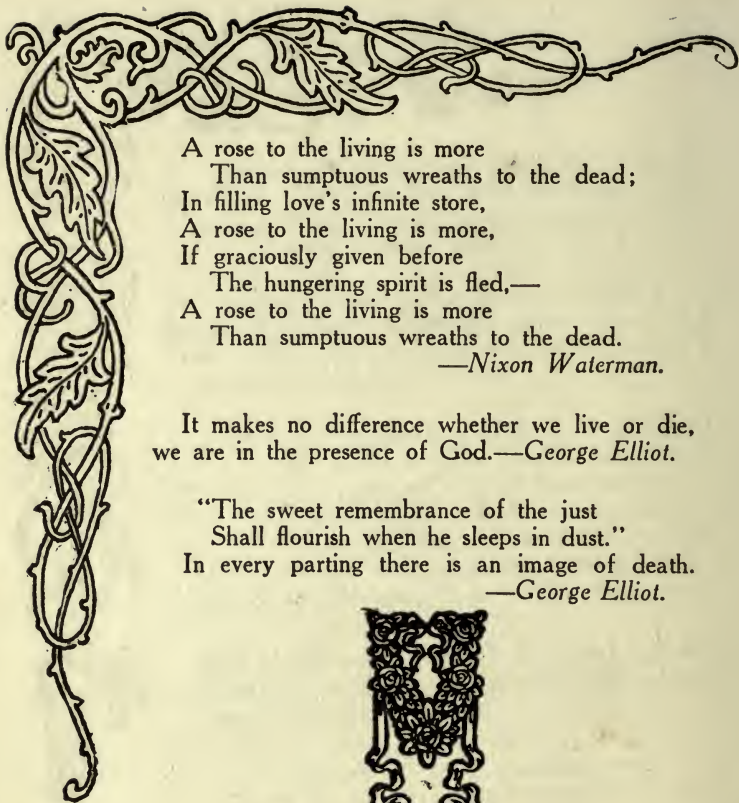 A rose to the living is more
Than sumptuous wreaths to the dead;
In filling love's infinite store,
A rose to the living is more,
If graciously given before
The hungering spirit is fled,—
A rose to the living is more
Than sumptuous wreaths to the dead.
—Nixon Waterman.
It makes no difference whether we live or die,
we are in the presence of God.—George Elliot.
“The sweet remembrance of the just
Shall flourish when he sleeps in dust.”
In every parting there is an image of death.
—George Elliot.